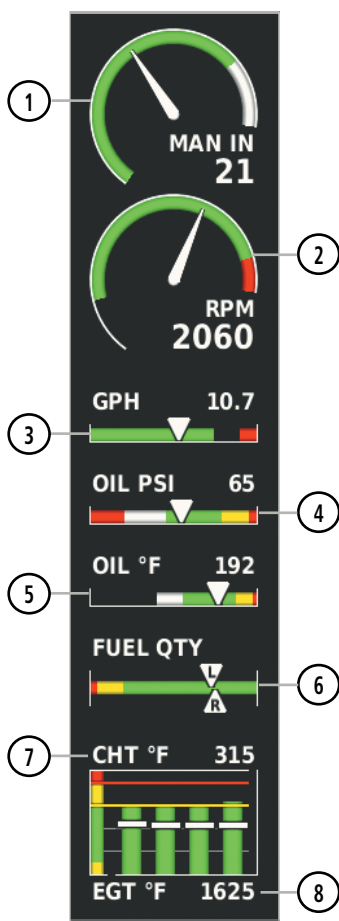 1
MAN IN
21
2
RPM
2060
GPH 10.7
3
OIL PSI 65
4
OIL °F 192
5
FUEL QTY
L
6
R
7
CHT °F 315
EGT °F 1625
8